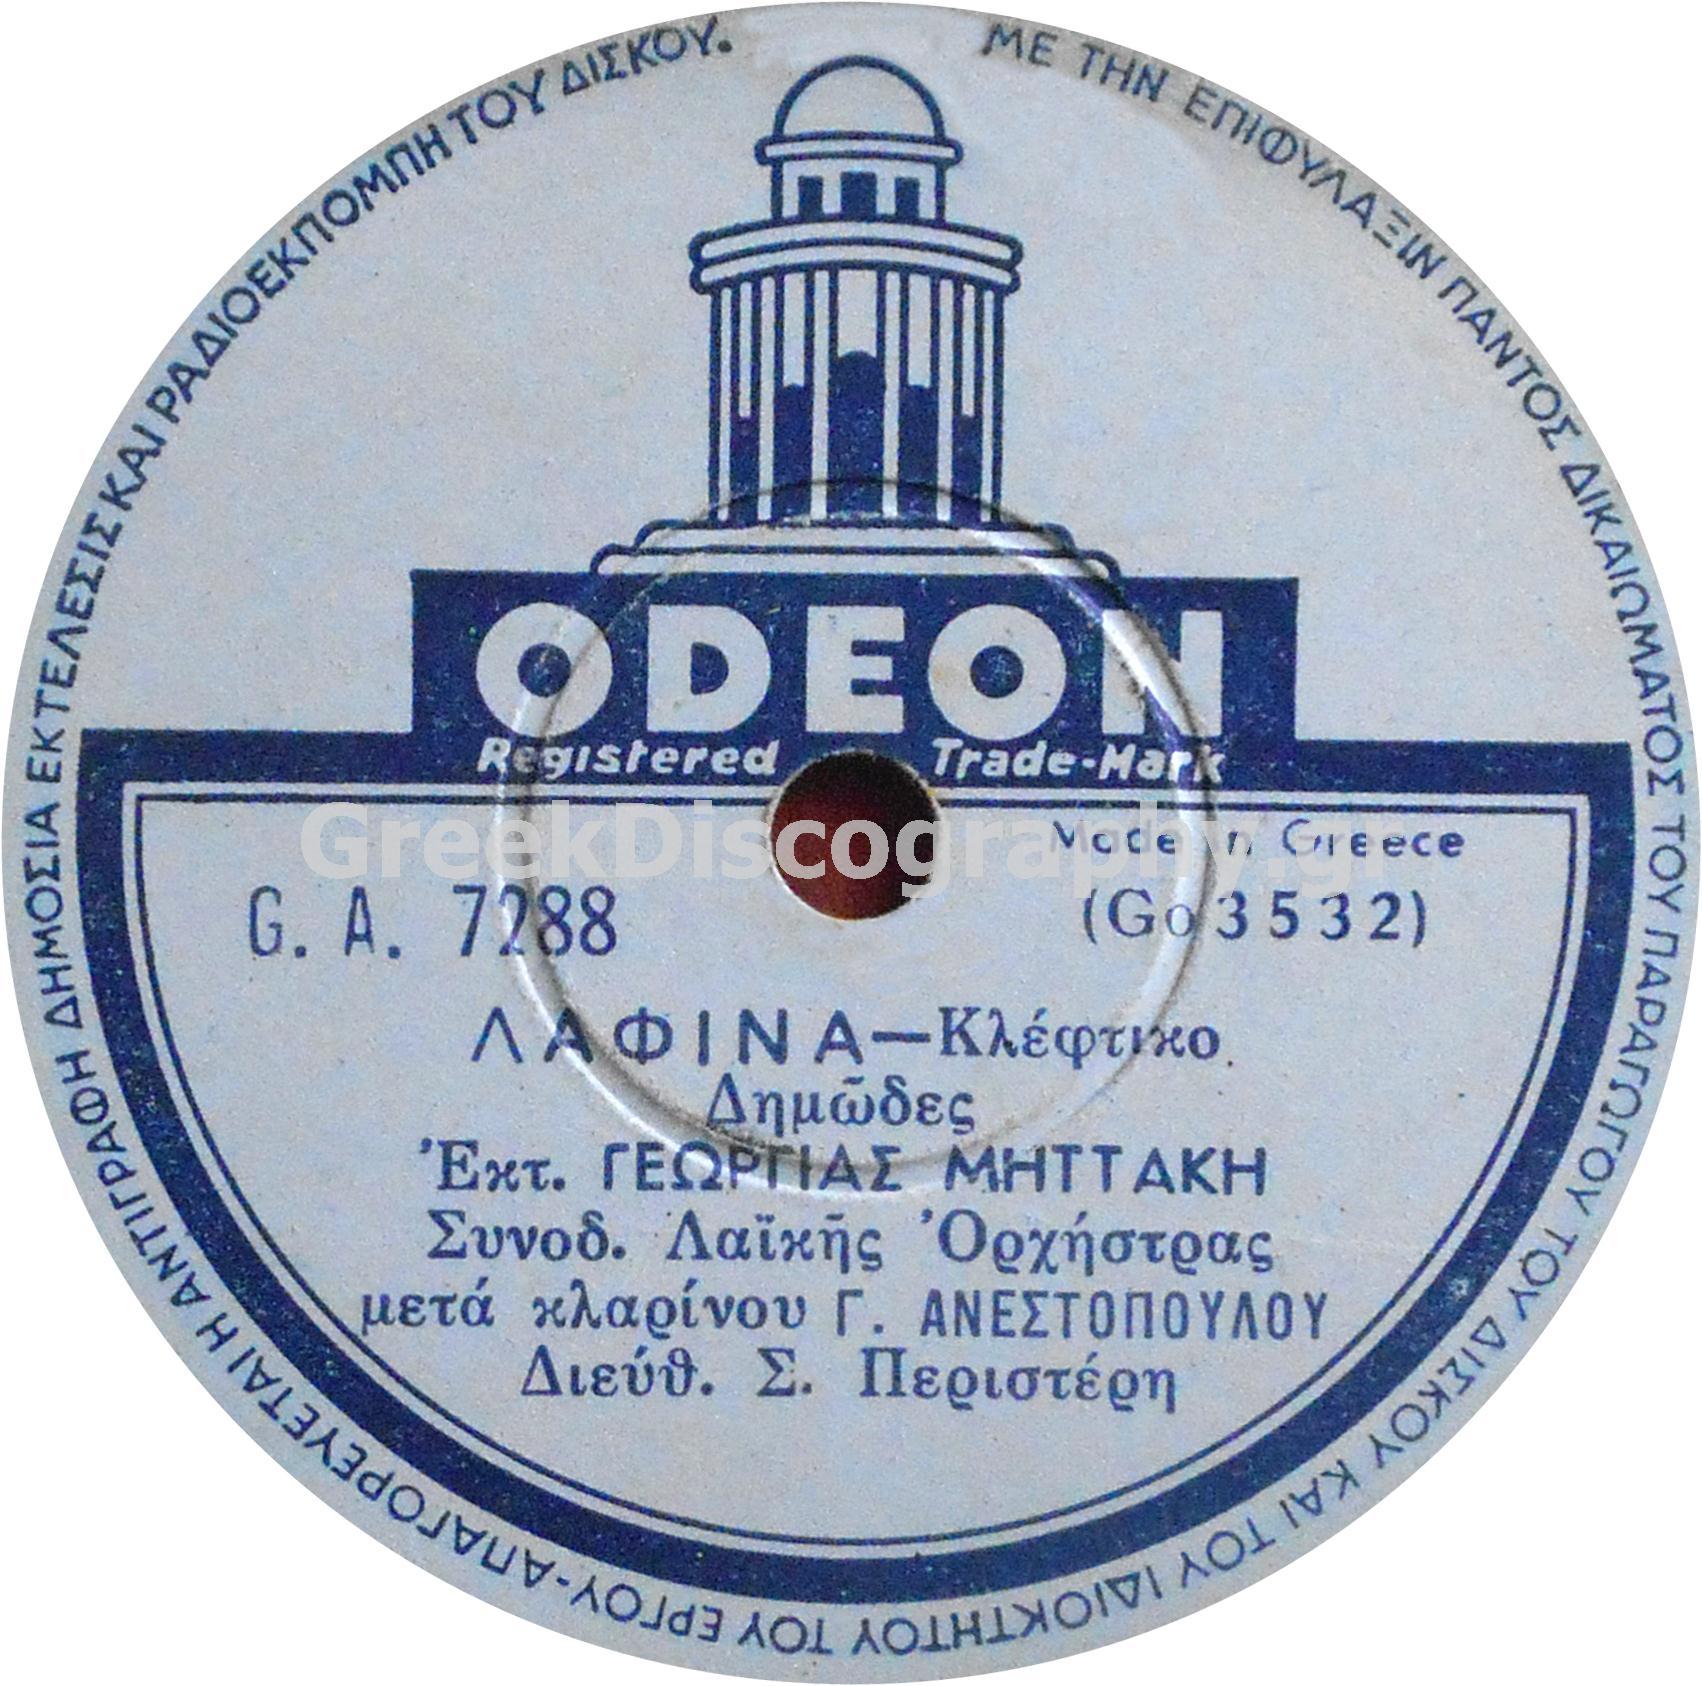 ΜΕ ΤΗΝ ΕΠΙΦΥΛΑΞΙΝ ΠΑΝΤΟΣ ΔΙΚΑΙΩΜΑΤΟΣ ΤΟΥ ΠΑΡΑΓΩΓΟΥ ΤΟΥ ΔΙΣΚΟΥ ΚΑΙ ΤΟΥ ΙΔΙΟΚΤΗΤΟΥ ΤΟΥ ΕΡΓΟΥ-ΑΠΑΓΟΡΕΥΕΤΑΙ Η ΑΝΤΙΓΡΑΦΗ ΔΗΜΟΣΙΑ ΕΚΤΕΛΕΣΙΣ ΚΑΙ ΡΑΔΙΟΕΚΠΟΜΠΗ ΤΟΥ ΔΙΣΚΟΥ.
ODEON
Registered Trade-Mark
GreekDiscography.gr
Made in Greece
G. A. 7288 (Go 3532)
ΛΑΦΙΝΑ—Κλέφτικο
Δημῶδες
Ἐκτ. ΓΕΩΡΓΙΑΣ ΜΗΤΤΑΚΗ
Συνοδ. Λαϊκῆς Ὀρχήστρας
μετά κλαρίνου Γ. ΑΝΕΣΤΟΠΟΥΛΟΥ
Διεύθ. Σ. Περιστέρη